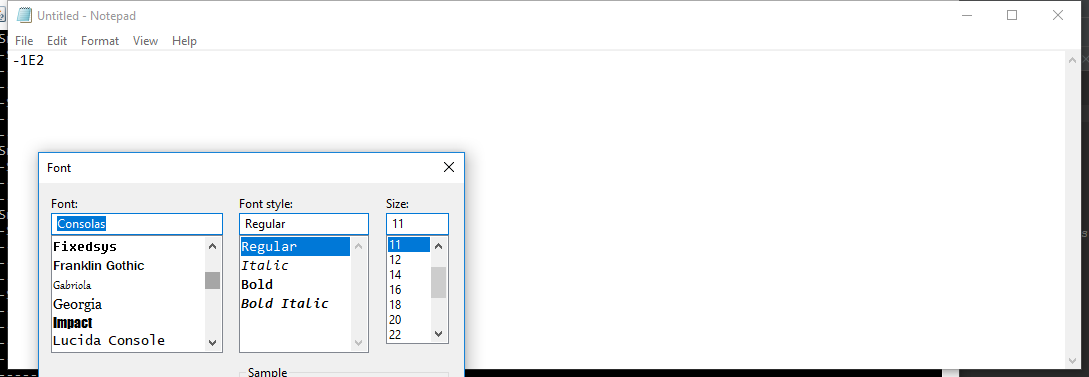 Untitled - Notepad
File Edit Format View Help
-1E2
Font
Font: Font style: Size:
Consolas Regular 11
Fixedsys
Franklin Gothic
Gabriola
Georgia
Impact
Lucida Console
Regular
Italic
Bold
Bold Italic
11
12
14
16
18
20
22
Sample